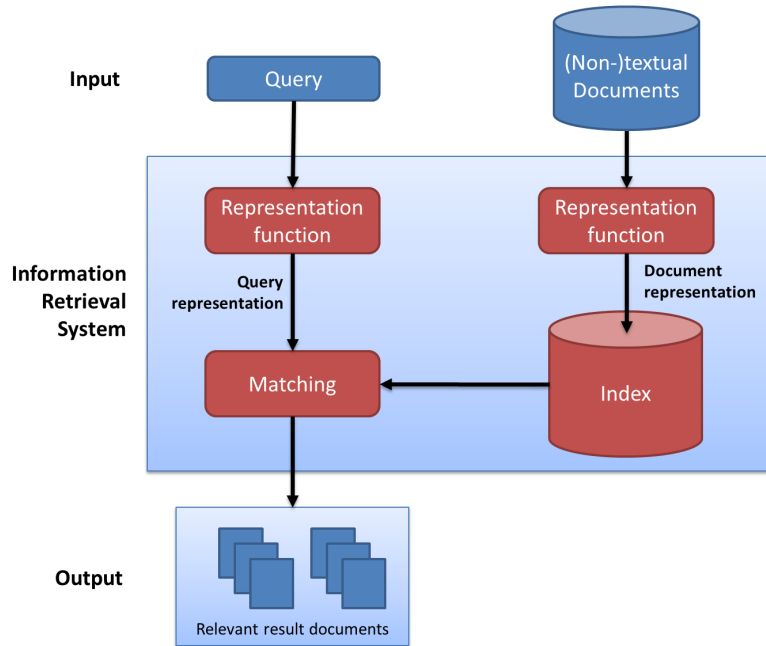 Input
Query
(Non-)textual
Documents
Information
Retrieval
System
Representation
function
Representation
function
Query
representation
Document
representation
Matching
Index
Output
Relevant result documents